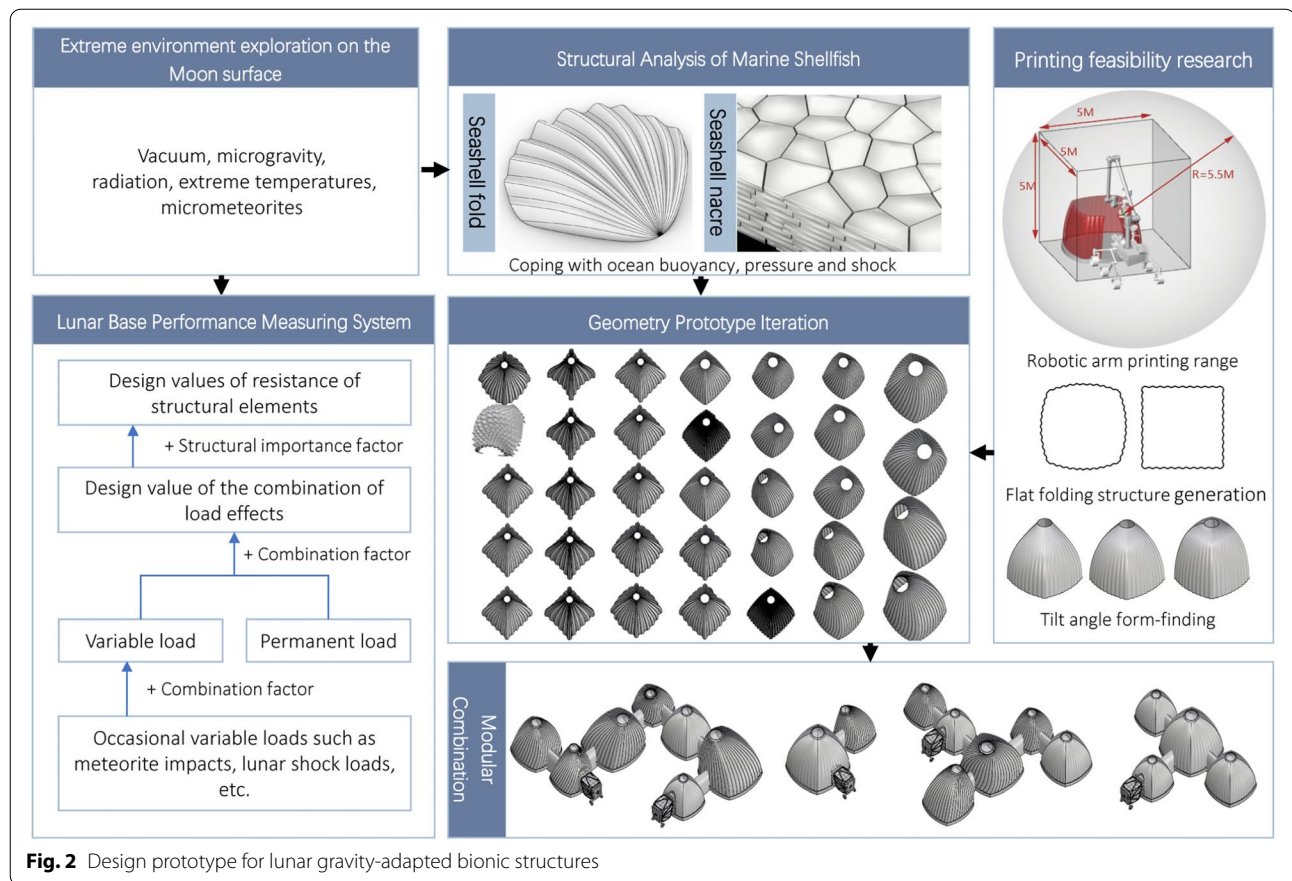 Extreme environment exploration on the
Moon surface
Vacuum, microgravity,
radiation, extreme temperatures,
micrometeorites
Structural Analysis of Marine Shellfish
Seashell fold
Seashell nacre
Coping with ocean buoyancy, pressure and shock
Printing feasibility research
5M
5M
5M
R=5.5M
Robotic arm printing range
Flat folding structure generation
Tilt angle form-finding
Lunar Base Performance Measuring System
Design values of resistance of
structural elements
+ Structural importance factor
Design value of the combination of
load effects
+ Combination factor
Variable load
Permanent load
+ Combination factor
Occasional variable loads such as
meteorite impacts, lunar shock loads,
etc.
Geometry Prototype Iteration
Modular
Combination
Fig. 2 Design prototype for lunar gravity-adapted bionic structures